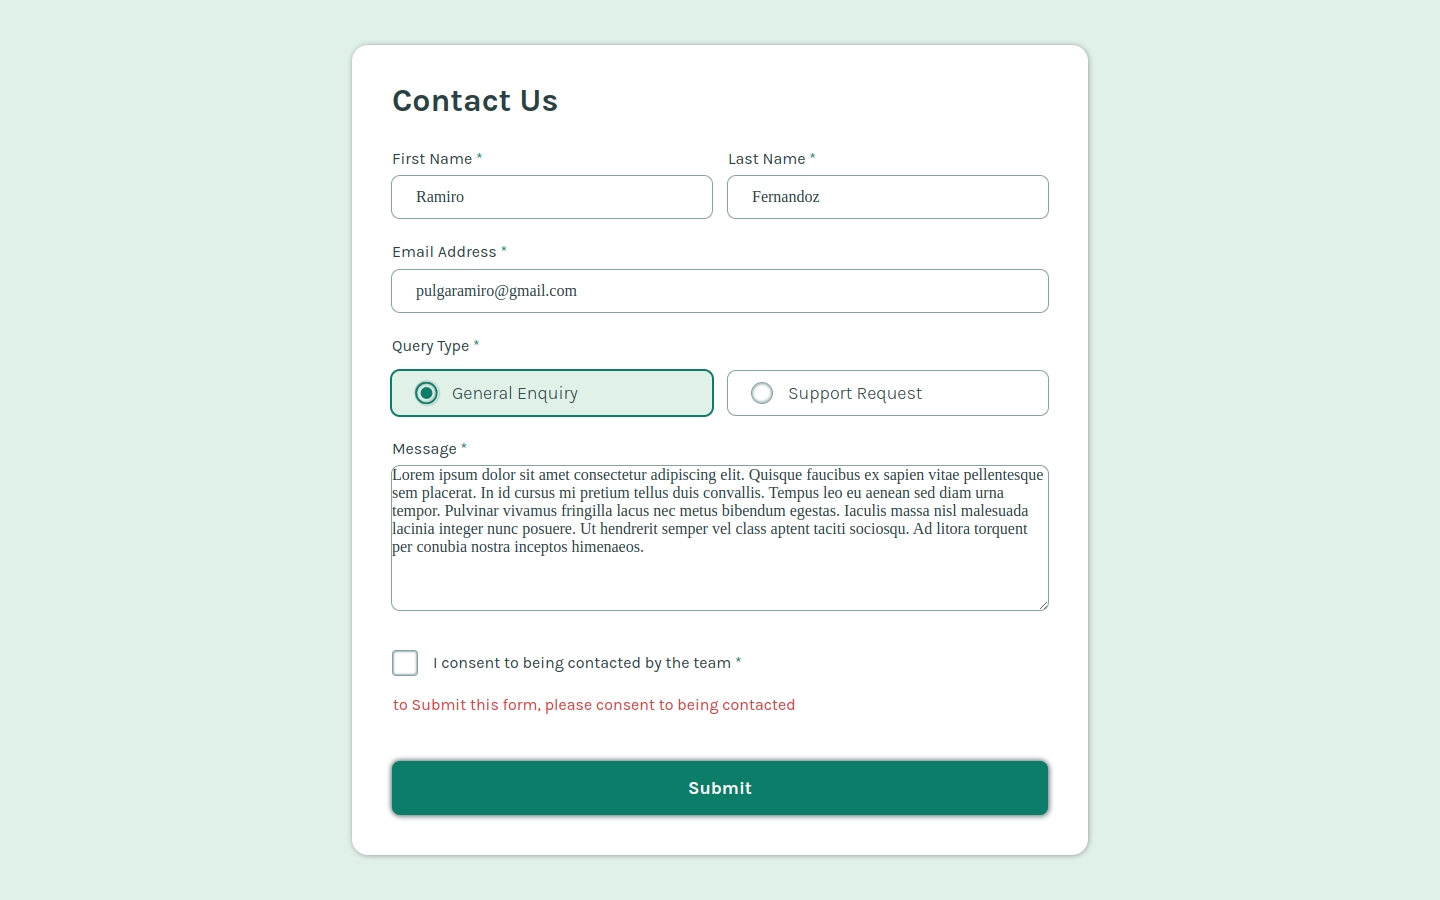 Contact Us
First Name *
Last Name *
Ramiro
Fernandoz
Email Address *
pulgaramiro@gmail.com
Query Type *
General Enquiry
Support Request
Message *
Lorem ipsum dolor sit amet consectetur adipiscing elit. Quisque faucibus ex sapien vitae pellentesque
sem placerat. In id cursus mi pretium tellus duis convallis. Tempus leo eu aenean sed diam urna
tempor. Pulvinar vivamus fringilla lacus nec metus bibendum egestas. Iaculis massa nisl malesuada
lacinia integer nunc posuere. Ut hendrerit semper vel class aptent taciti sociosqu. Ad litora torquent
per conubia nostra inceptos himenaeos.
I consent to being contacted by the team *
to Submit this form, please consent to being contacted
Submit